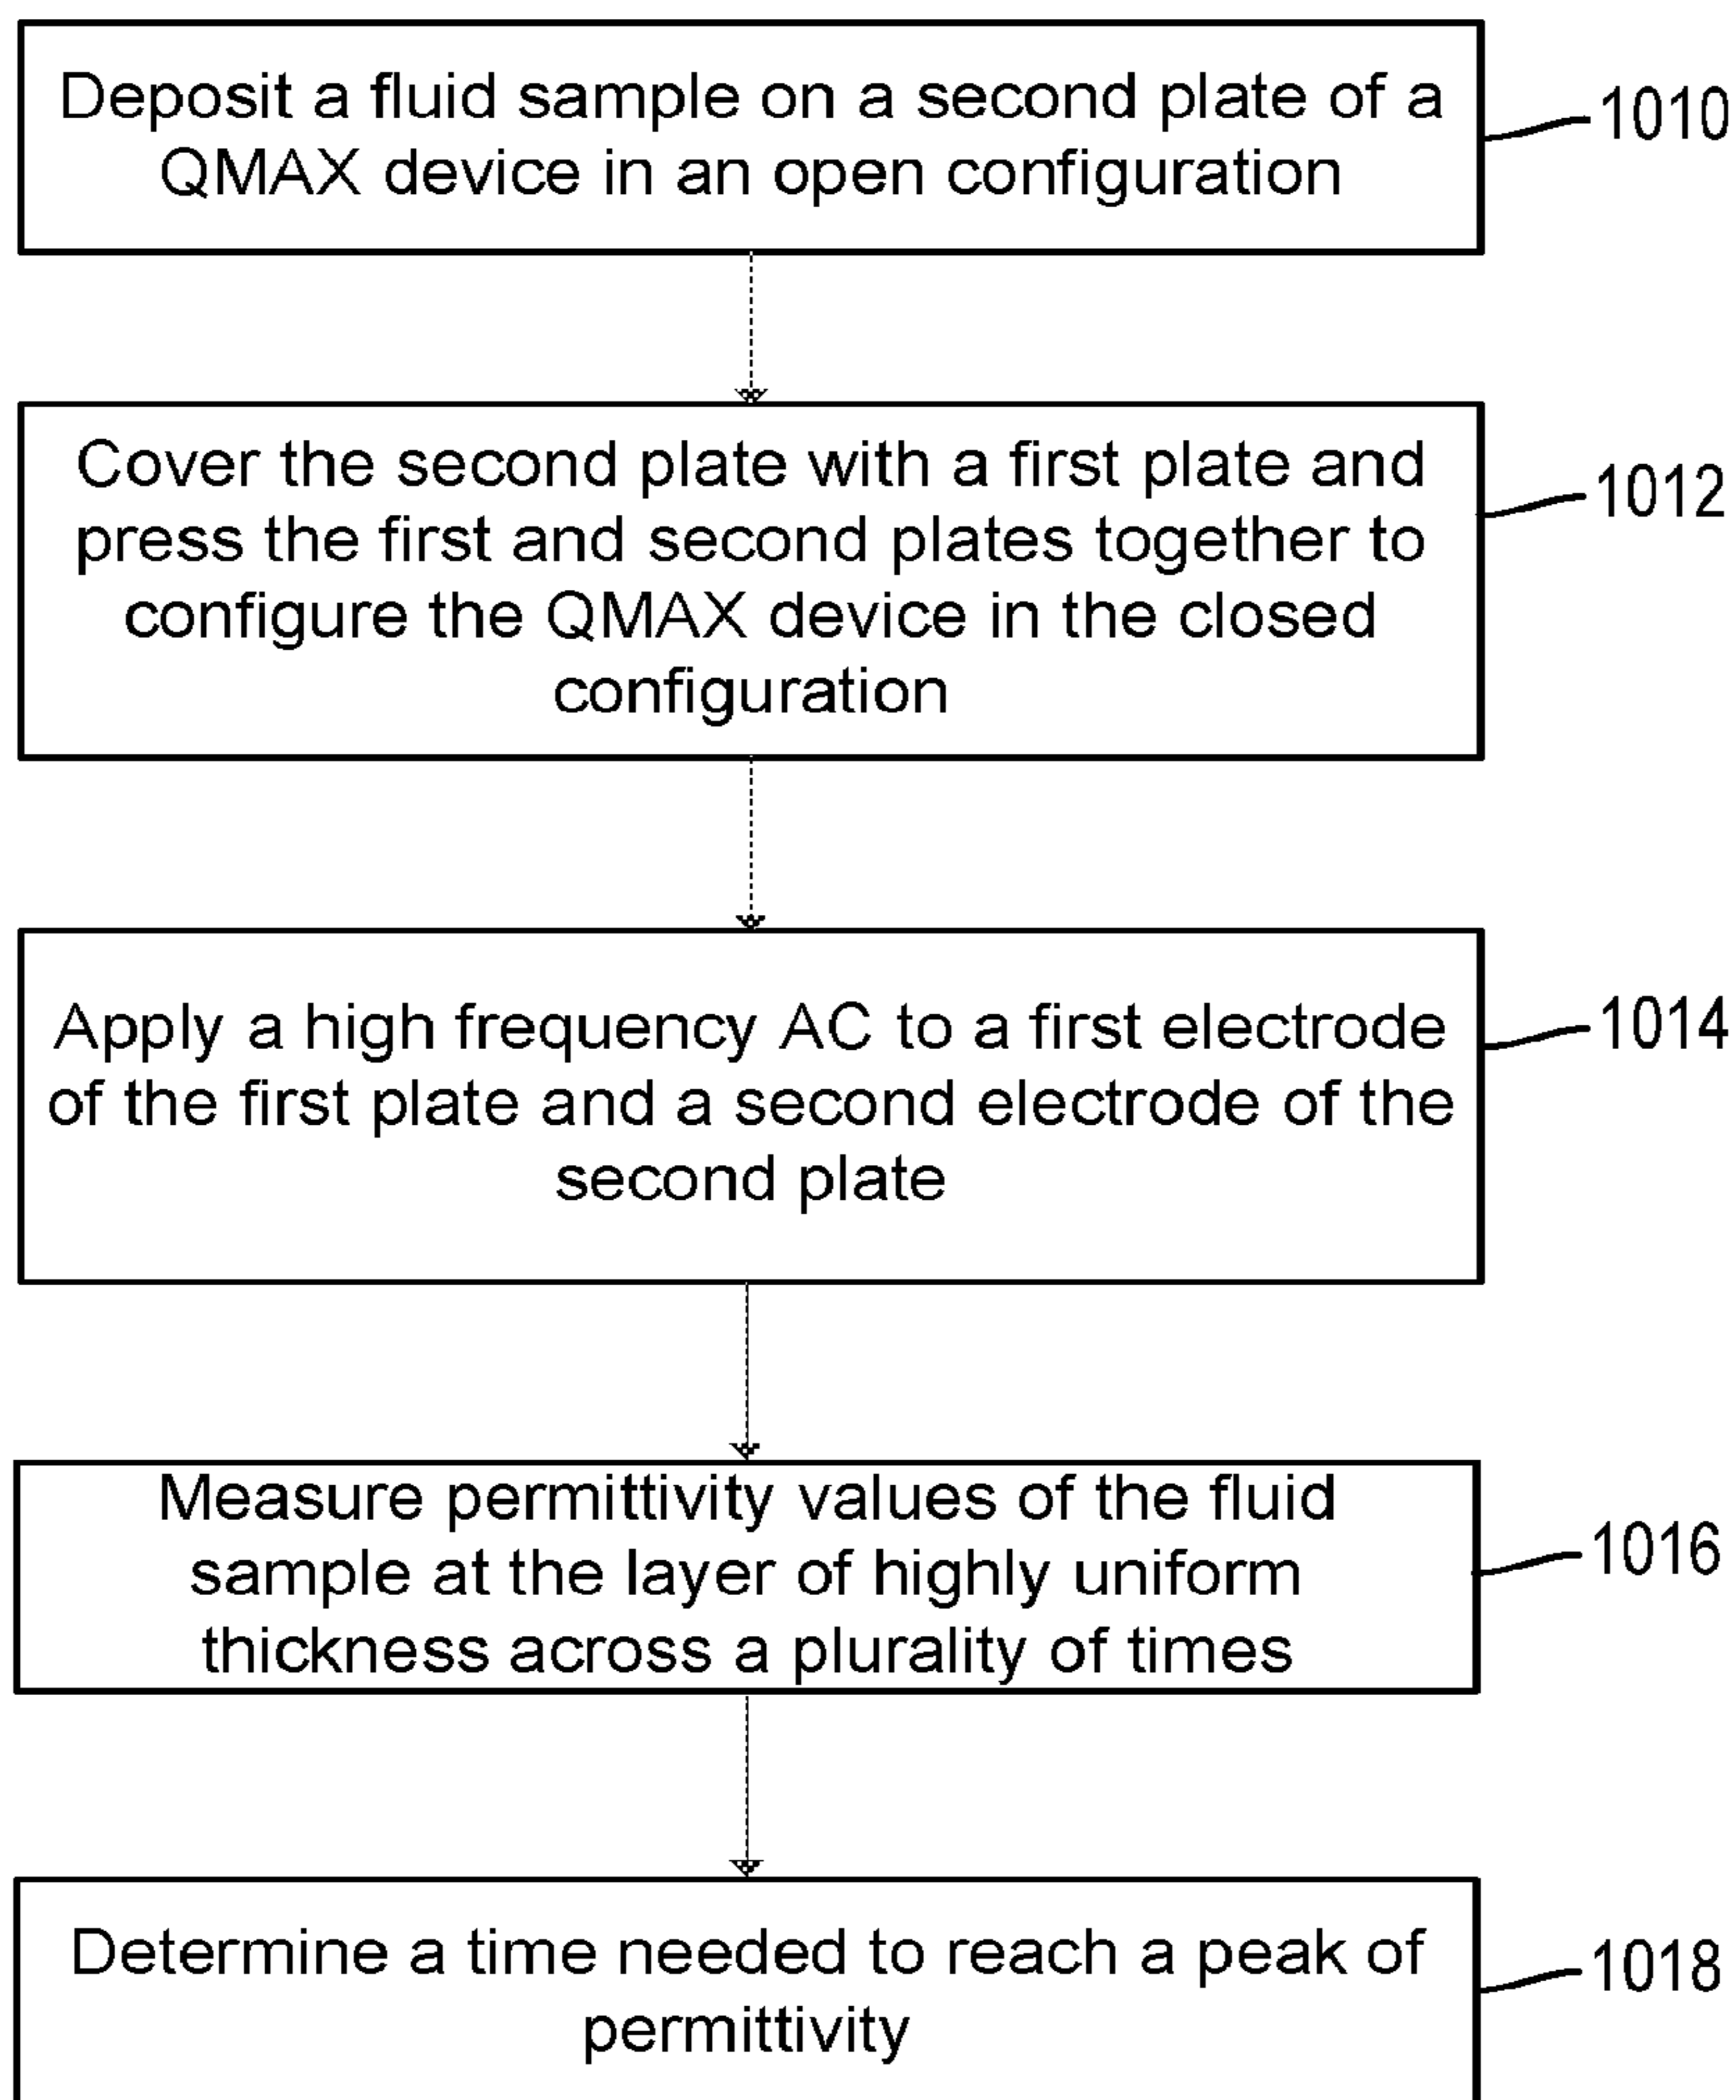 Deposit a fluid sample on a second plate of a
QMAX device in an open configuration
1010
Cover the second plate with a first plate and
press the first and second plates together to
configure the QMAX device in the closed
configuration
1012
Apply a high frequency AC to a first electrode
of the first plate and a second electrode of the
second plate
1014
Measure permittivity values of the fluid
sample at the layer of highly uniform
thickness across a plurality of times
1016
Determine a time needed to reach a peak of
permittivity
1018